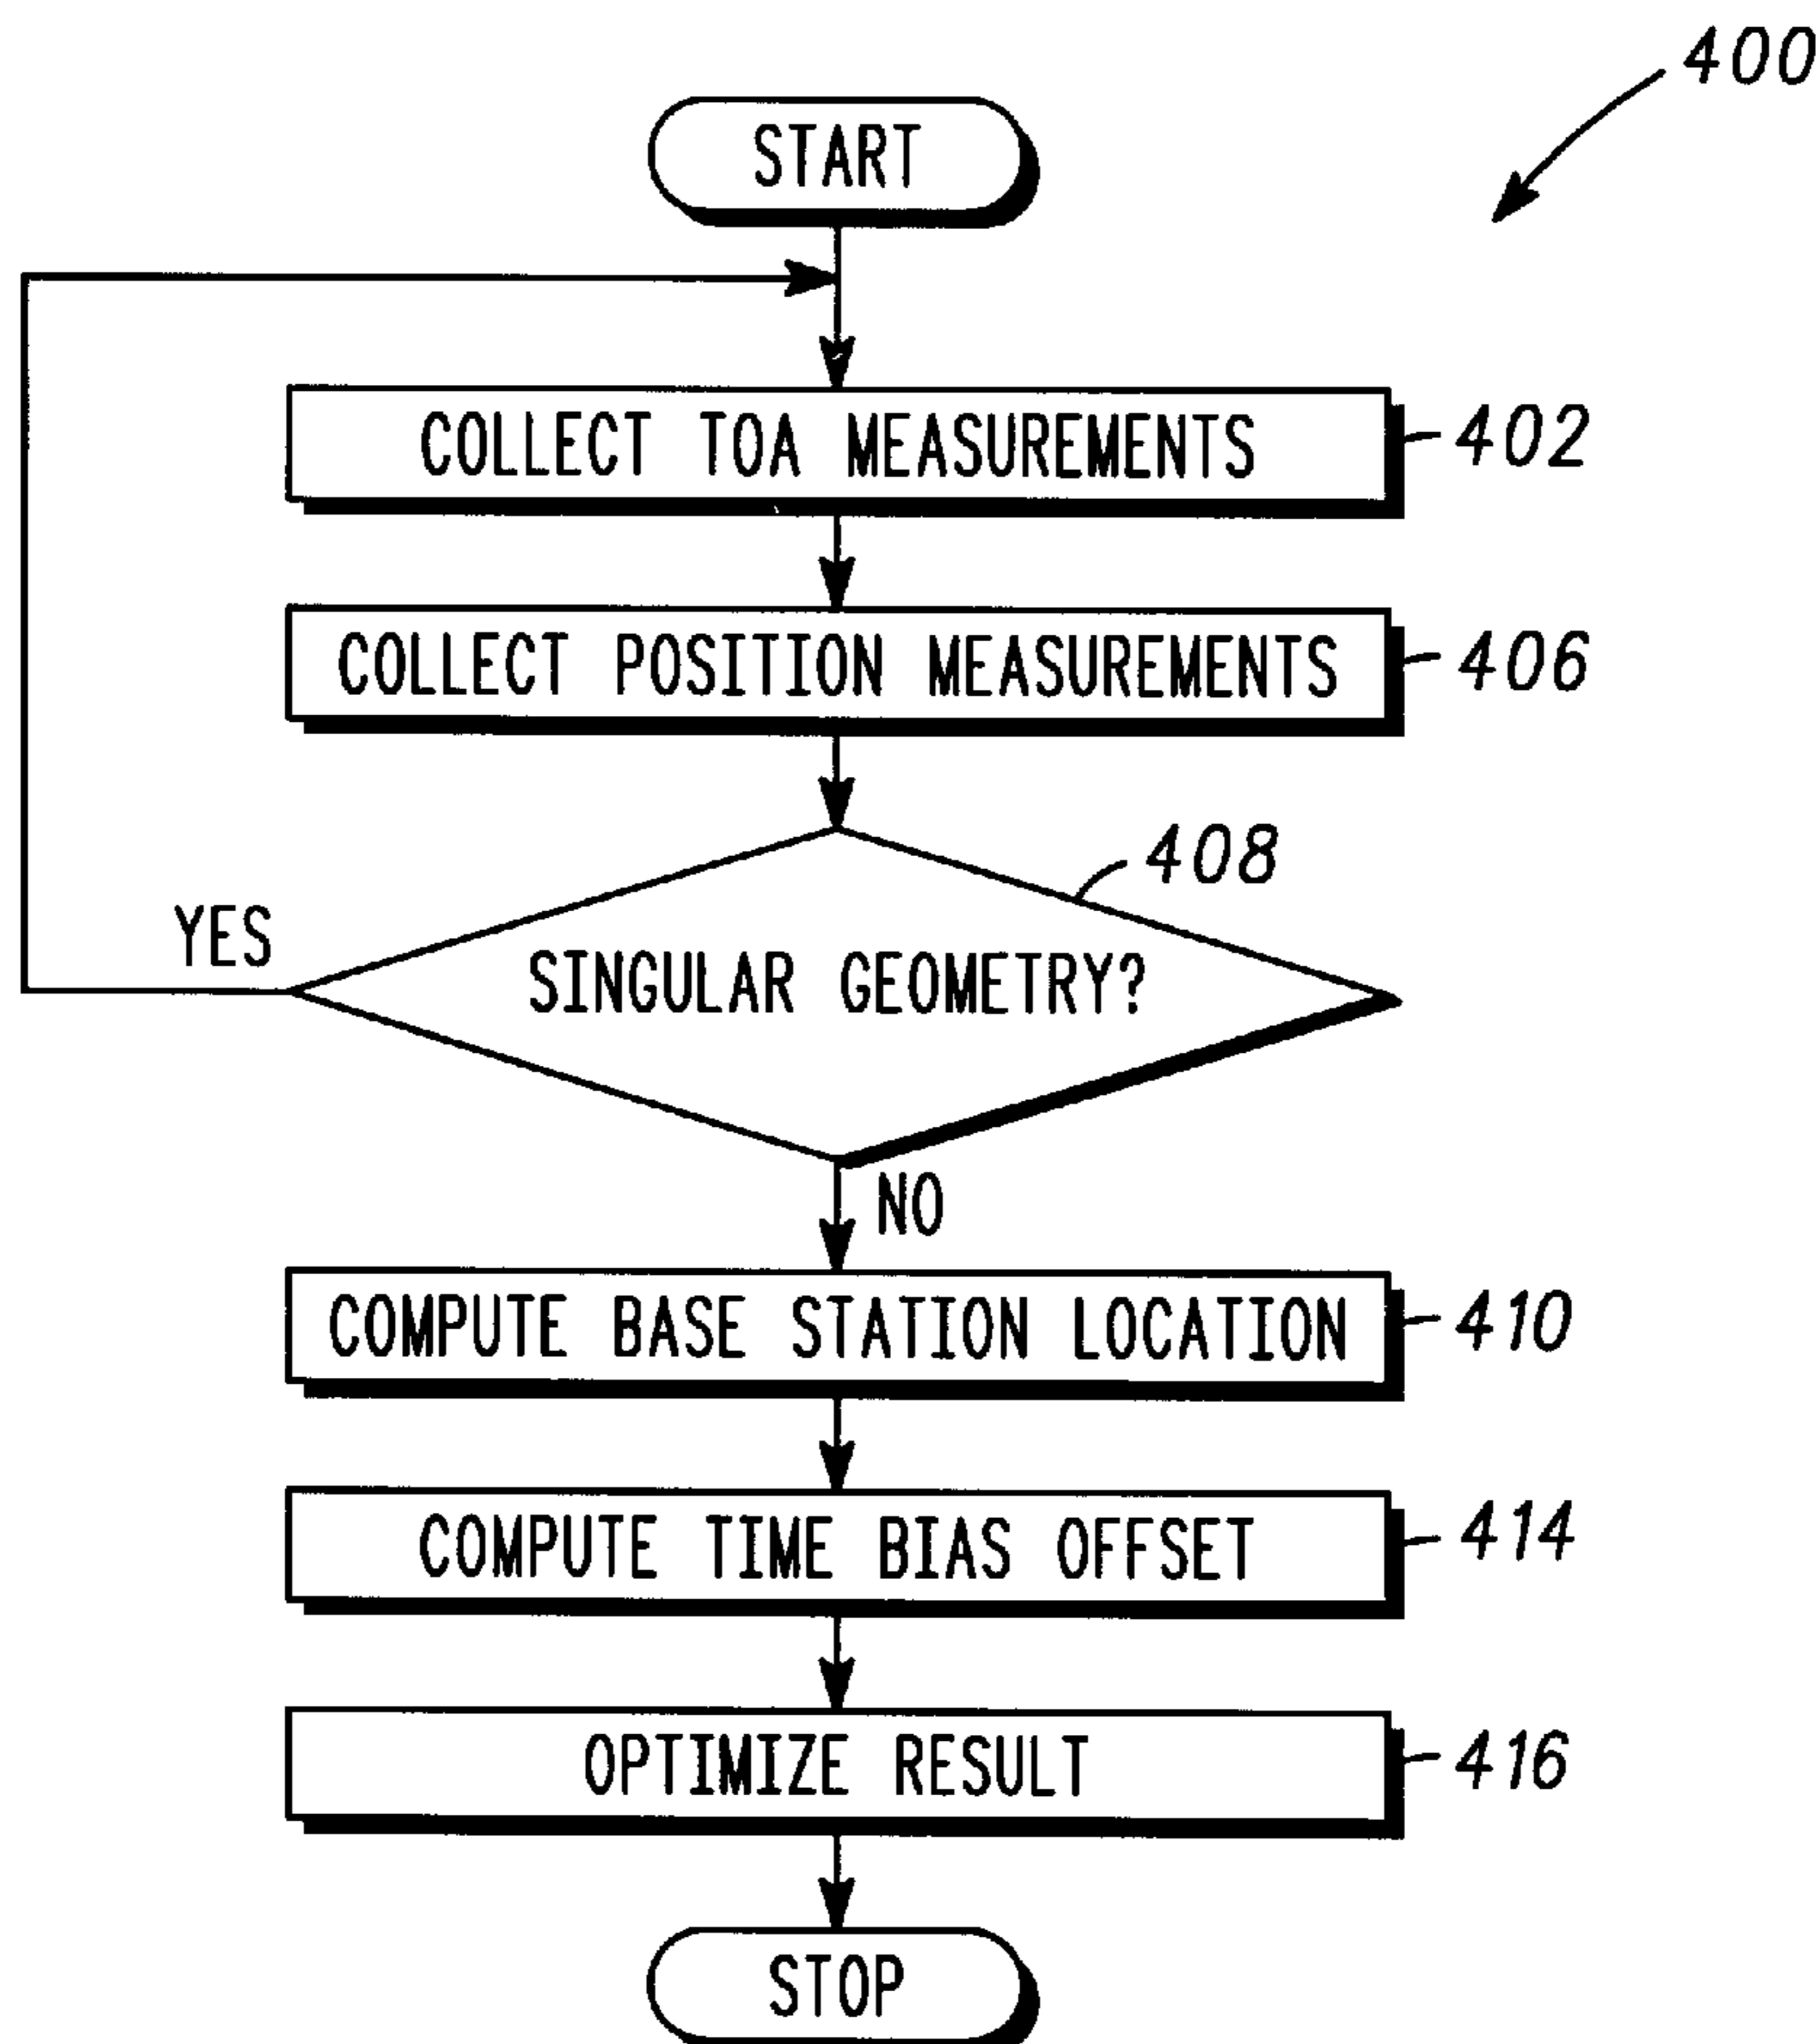 400
START
COLLECT TOA MEASUREMENTS
402
COLLECT POSITION MEASUREMENTS
406
408
YES
SINGULAR GEOMETRY?
NO
COMPUTE BASE STATION LOCATION
410
COMPUTE TIME BIAS OFFSET
414
OPTIMIZE RESULT
416
STOP